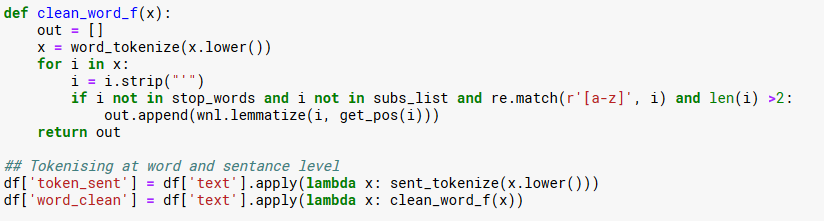 def clean_word_f(x):
    out = []
    x = word_tokenize(x.lower())
    for i in x:
        i = i.strip("'")
        if i not in stop_words and i not in subs_list and re.match(r'[a-z]', i) and len(i) >2:
            out.append(wnl.lemmatize(i, get_pos(i)))
    return out

## Tokenising at word and sentance level
df['token_sent'] = df['text'].apply(lambda x: sent_tokenize(x.lower()))
df['word_clean'] = df['text'].apply(lambda x: clean_word_f(x))